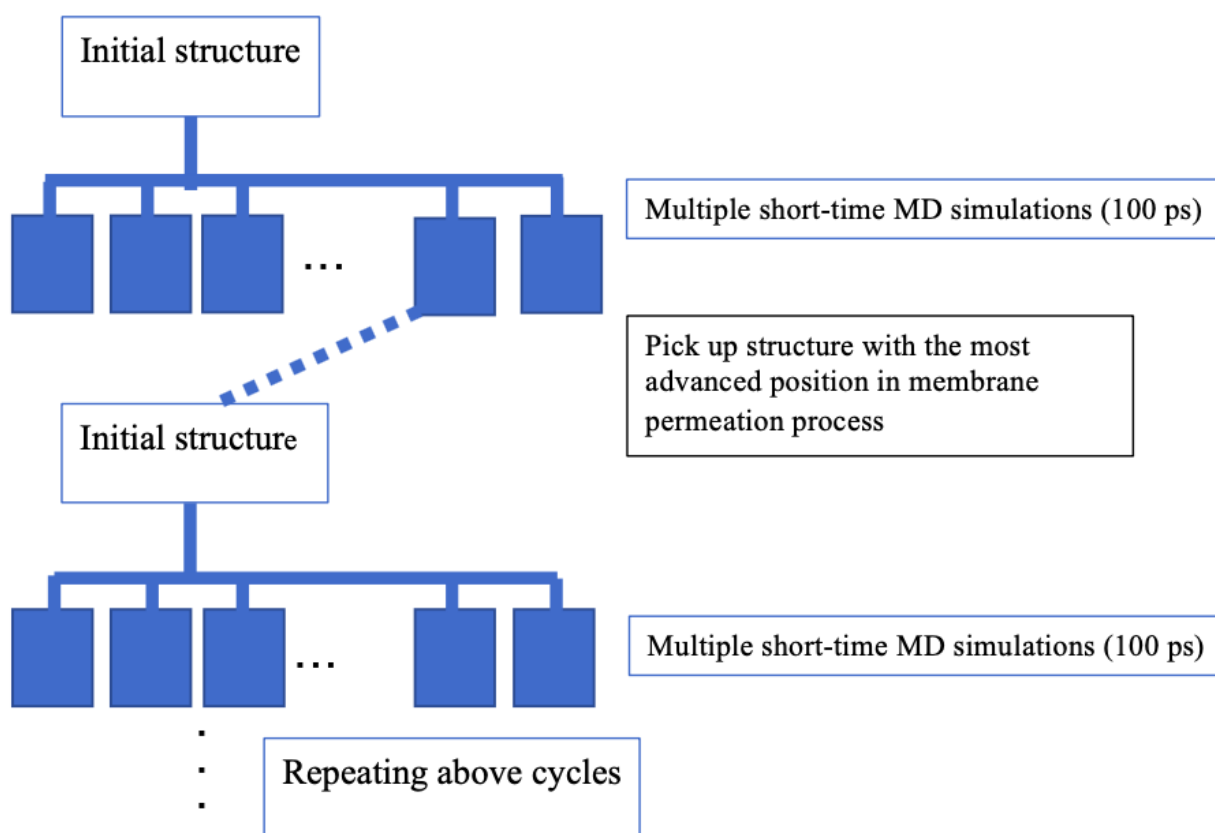 Initial structure
Multiple short-time MD simulations (100 ps)
...
Pick up structure with the most
advanced position in membrane
permeation process
Initial structure
Multiple short-time MD simulations (100 ps)
...
Repeating above cycles